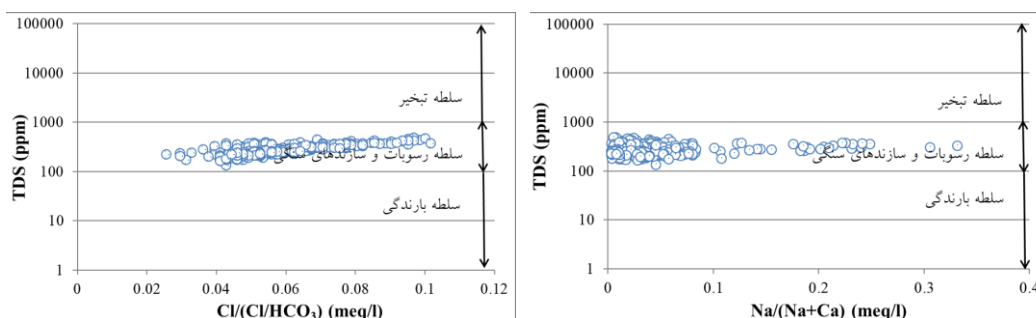 100000
10000
1000
100
10
1
TDS (ppm)
سلطه تبخیر
سلطه رسوبات و سازندهای سنگی
سلطه بارندگی
0
0.02
0.04
0.06
0.08
0.1
0.12
Cl/(Cl/HCO₃) (meq/l)
100000
10000
1000
100
10
1
TDS (ppm)
سلطه تبخیر
سلطه رسوبات و سازندهای سنگی
سلطه بارندگی
0
0.1
0.2
0.3
0.4
Na/(Na+Ca) (meq/l)